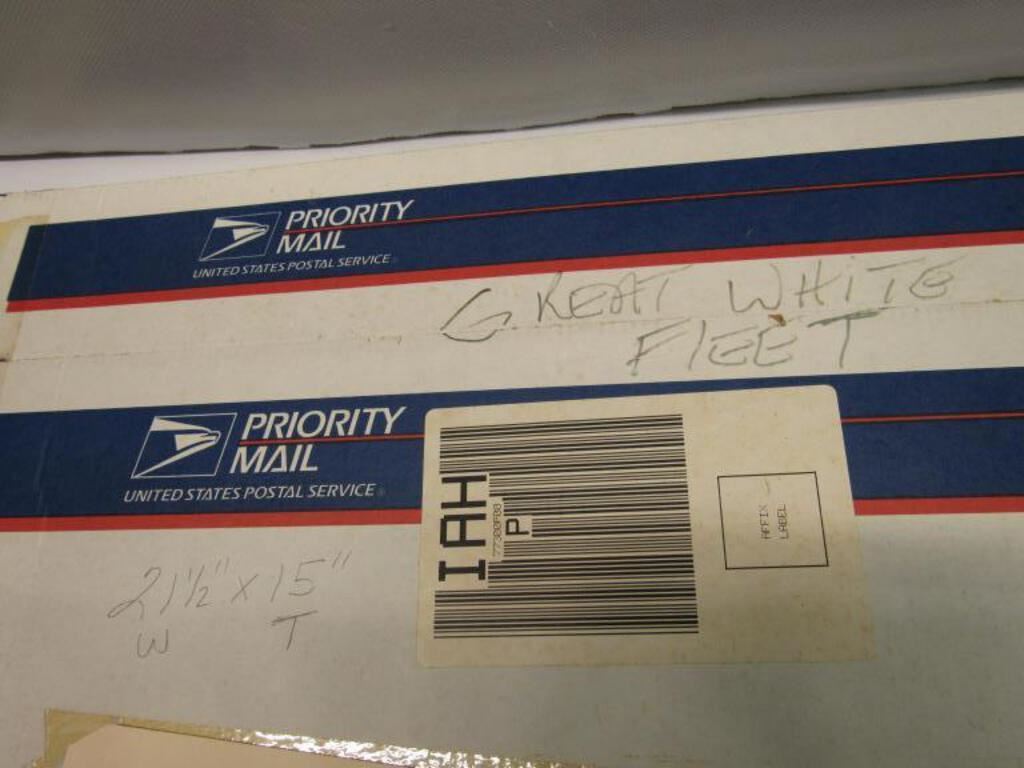 PRIORITY
MAIL
UNITED STATES POSTAL SERVICE
GREAT WHITE
FlEET
PRIORITY
MAIL
UNITED STATES POSTAL SERVICE
IAH
P
AFFIX
LABEL
21½" x 15"
W T